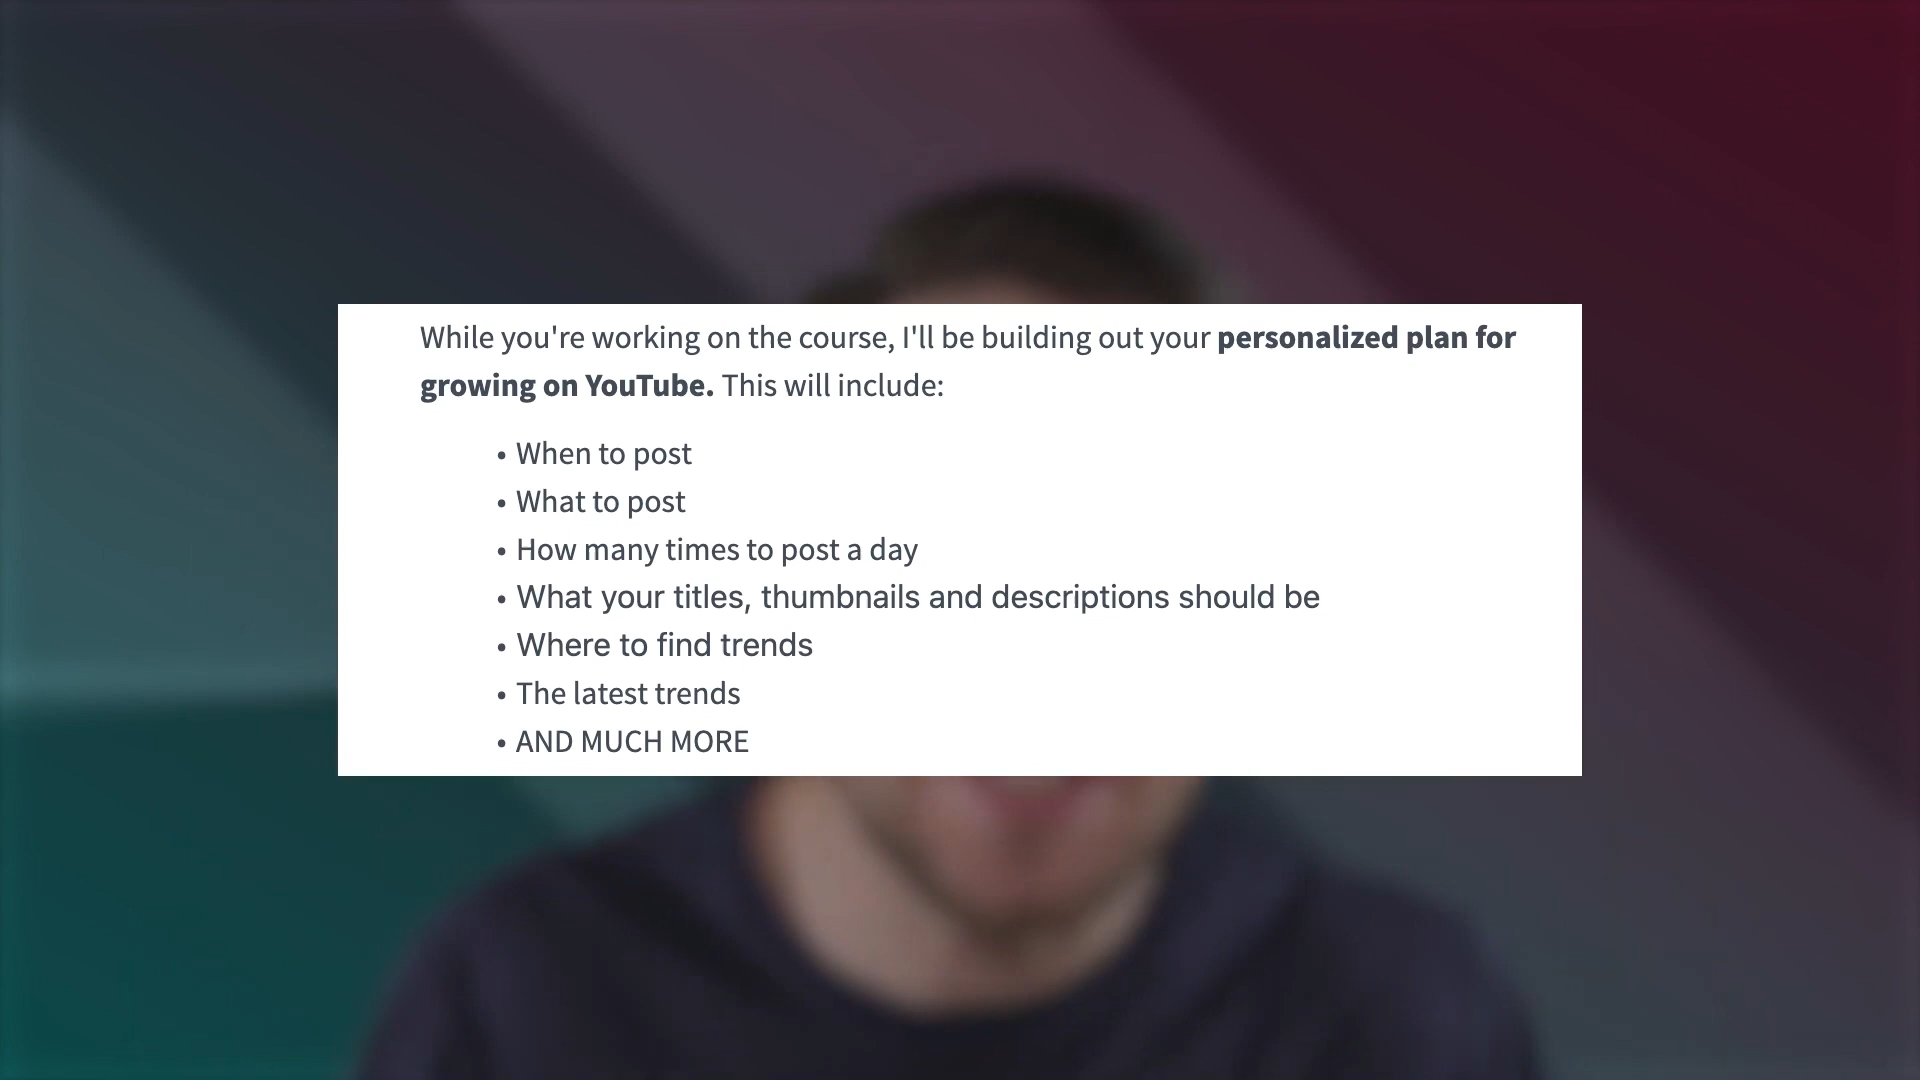 While you're working on the course, I'll be building out your personalized plan for
growing on YouTube. This will include:
• When to post
• What to post
• How many times to post a day
• What your titles, thumbnails and descriptions should be
• Where to find trends
• The latest trends
• AND MUCH MORE